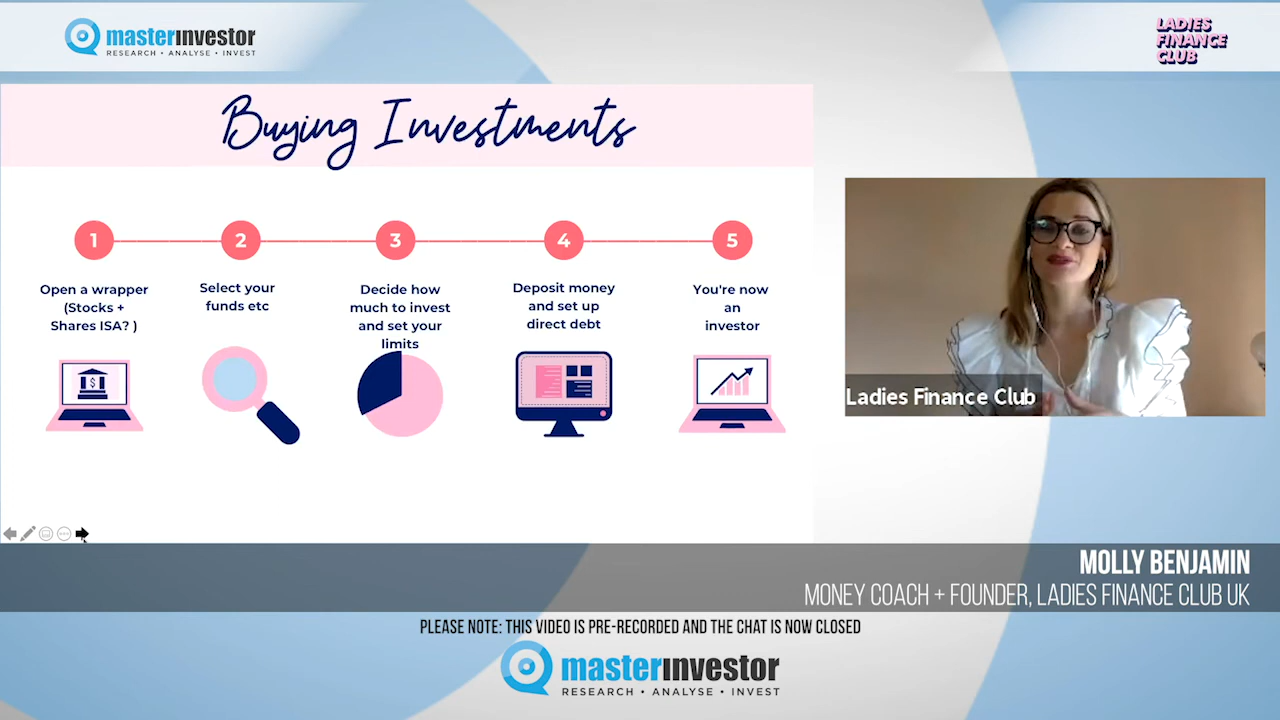 masterinvestor
RESEARCH • ANALYSE • INVEST
LADIES
FINANCE
CLUB
Buying Investments
1
2
3
4
5
Open a wrapper
(Stocks +
Shares ISA? )
Select your
funds etc
Decide how
much to invest
and set your
limits
Deposit money
and set up
direct debt
You're now
an
investor
$
Ladies Finance Club
MOLLY BENJAMIN
MONEY COACH + FOUNDER, LADIES FINANCE CLUB UK
PLEASE NOTE: THIS VIDEO IS PRE-RECORDED AND THE CHAT IS NOW CLOSED
masterinvestor
RESEARCH • ANALYSE • INVEST